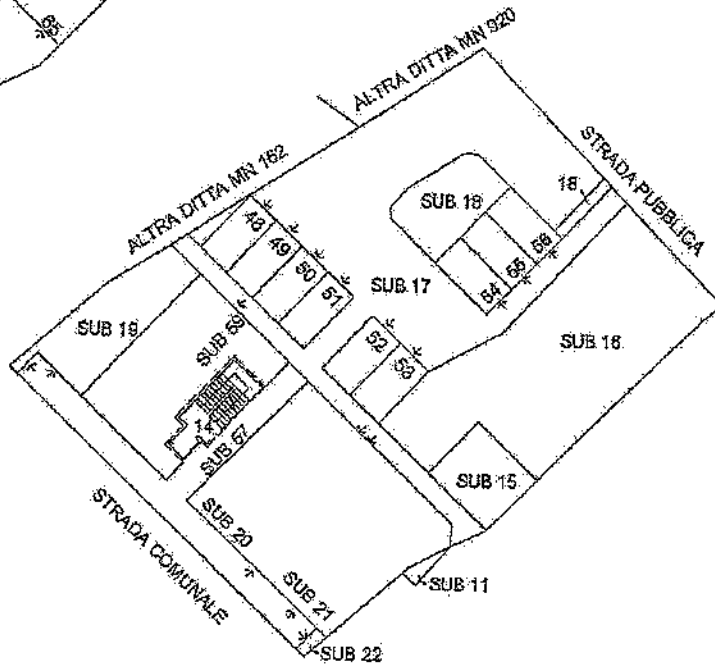 65
ALTRA DITTA MN 920
ALTRA DITTA MN 162
STRADA PUBBLICA
18
SUB 18
48
49
50
51
SUB 17
54
55
56
52
53
SUB 16
SUB 19
SUB 69
14
SUB 67
SUB 15
SUB 20
STRADA COMUNALE
SUB 21
SUB 11
SUB 22